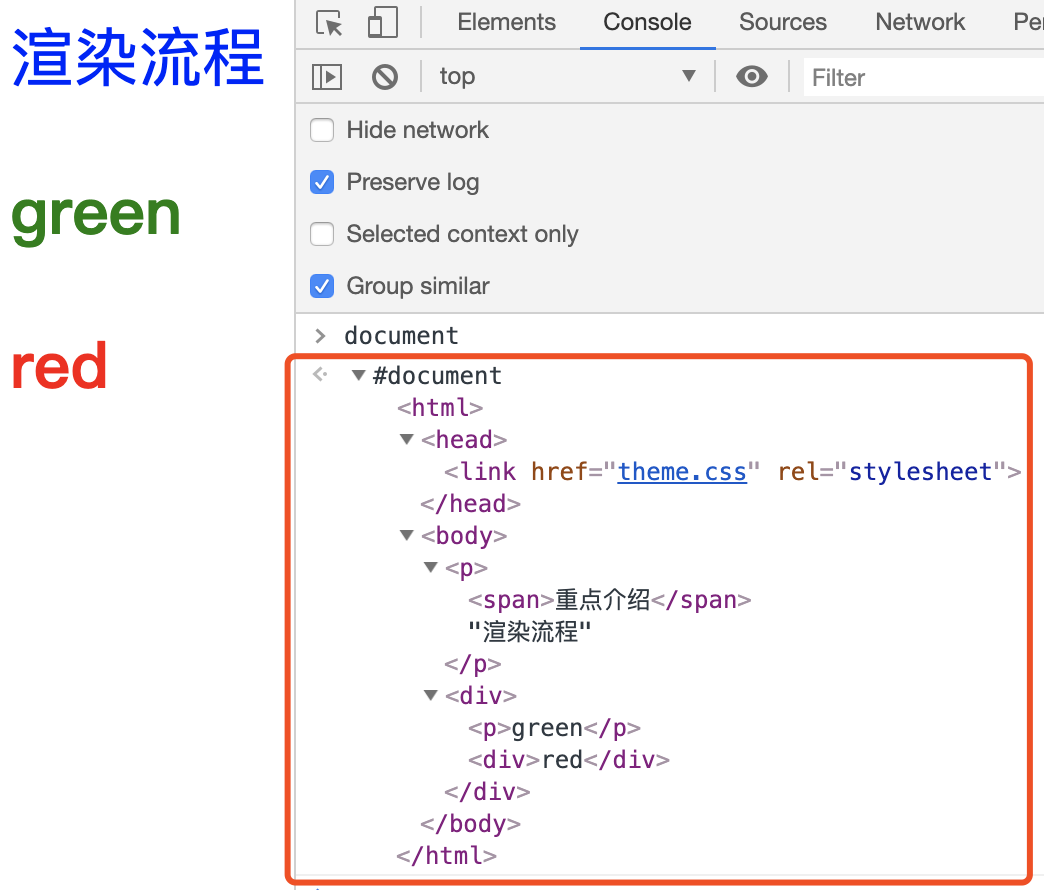 渲染流程
green
red
Elements Console Sources Network Pe
top Filter
Hide network
Preserve log
Selected context only
Group similar
> document
#document
<html>
<head>
<link href="theme.css" rel="stylesheet">
</head>
<body>
<p>
<span>重点介绍</span>
"渲染流程"
</p>
<div>
<p>green</p>
<div>red</div>
</div>
</body>
</html>